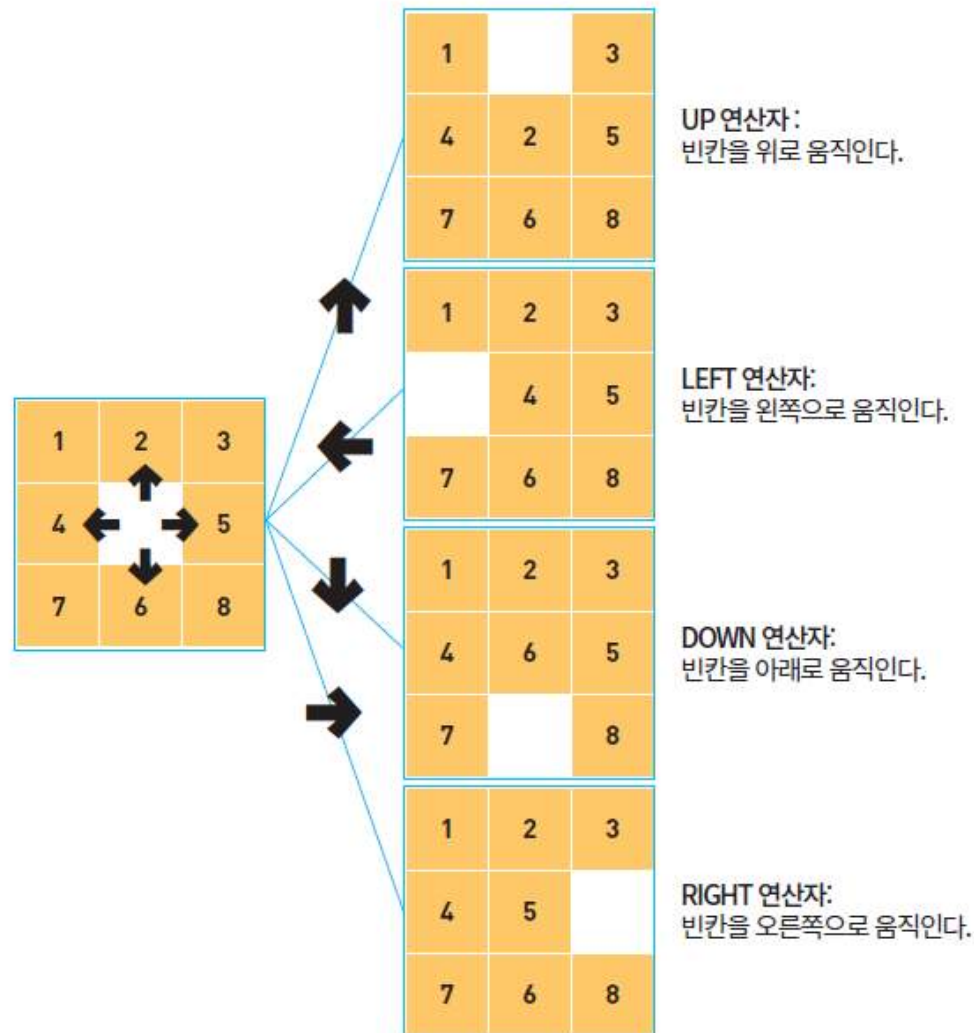 1 3
4 2 5
7 6 8
UP 연산자 :
빈칸을 위로 움직인다.
1 2 3
4 5
7 6 8
LEFT 연산자:
빈칸을 왼쪽으로 움직인다.
1 2 3
4 5
7 6 8
1 2 3
4 6 5
7 8
DOWN 연산자:
빈칸을 아래로 움직인다.
1 2 3
4 5
7 6 8
RIGHT 연산자:
빈칸을 오른쪽으로 움직인다.